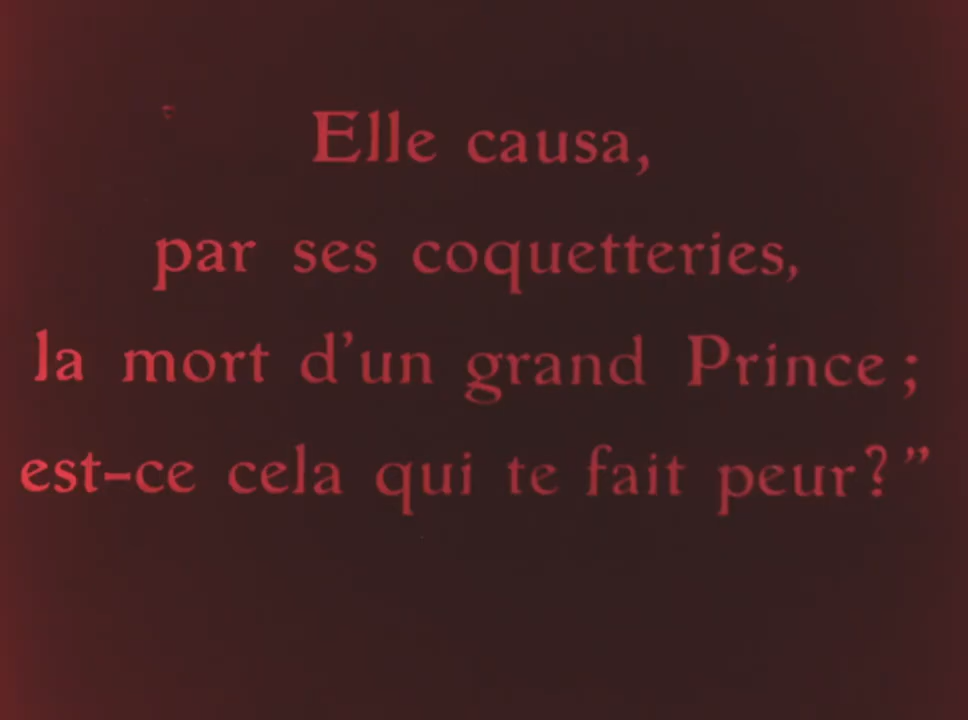 Elle causa,
par ses coquetteries,
la mort d'un grand Prince ;
est-ce cela qui te fait peur ? ”